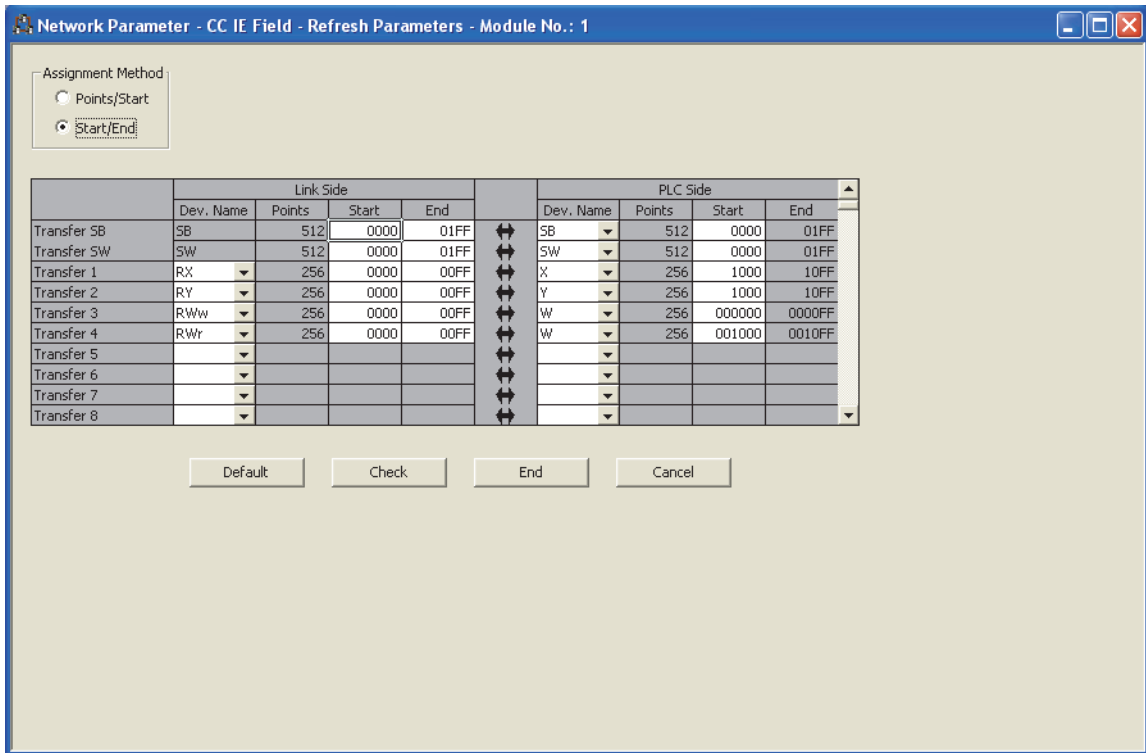 Network Parameter - CC IE Field - Refresh Parameters - Module No.: 1
Assignment Method
Points/Start
Start/End
Link Side PLC Side
Dev. Name Points Start End Dev. Name Points Start End
Transfer SB SB 512 0000 01FF SB 512 0000 01FF
Transfer SW SW 512 0000 01FF SW 512 0000 01FF
Transfer 1 RX 256 0000 00FF X 256 1000 10FF
Transfer 2 RY 256 0000 00FF Y 256 1000 10FF
Transfer 3 RWw 256 0000 00FF W 256 000000 0000FF
Transfer 4 RWr 256 0000 00FF W 256 001000 0010FF
Transfer 5
Transfer 6
Transfer 7
Transfer 8
Default Check End Cancel